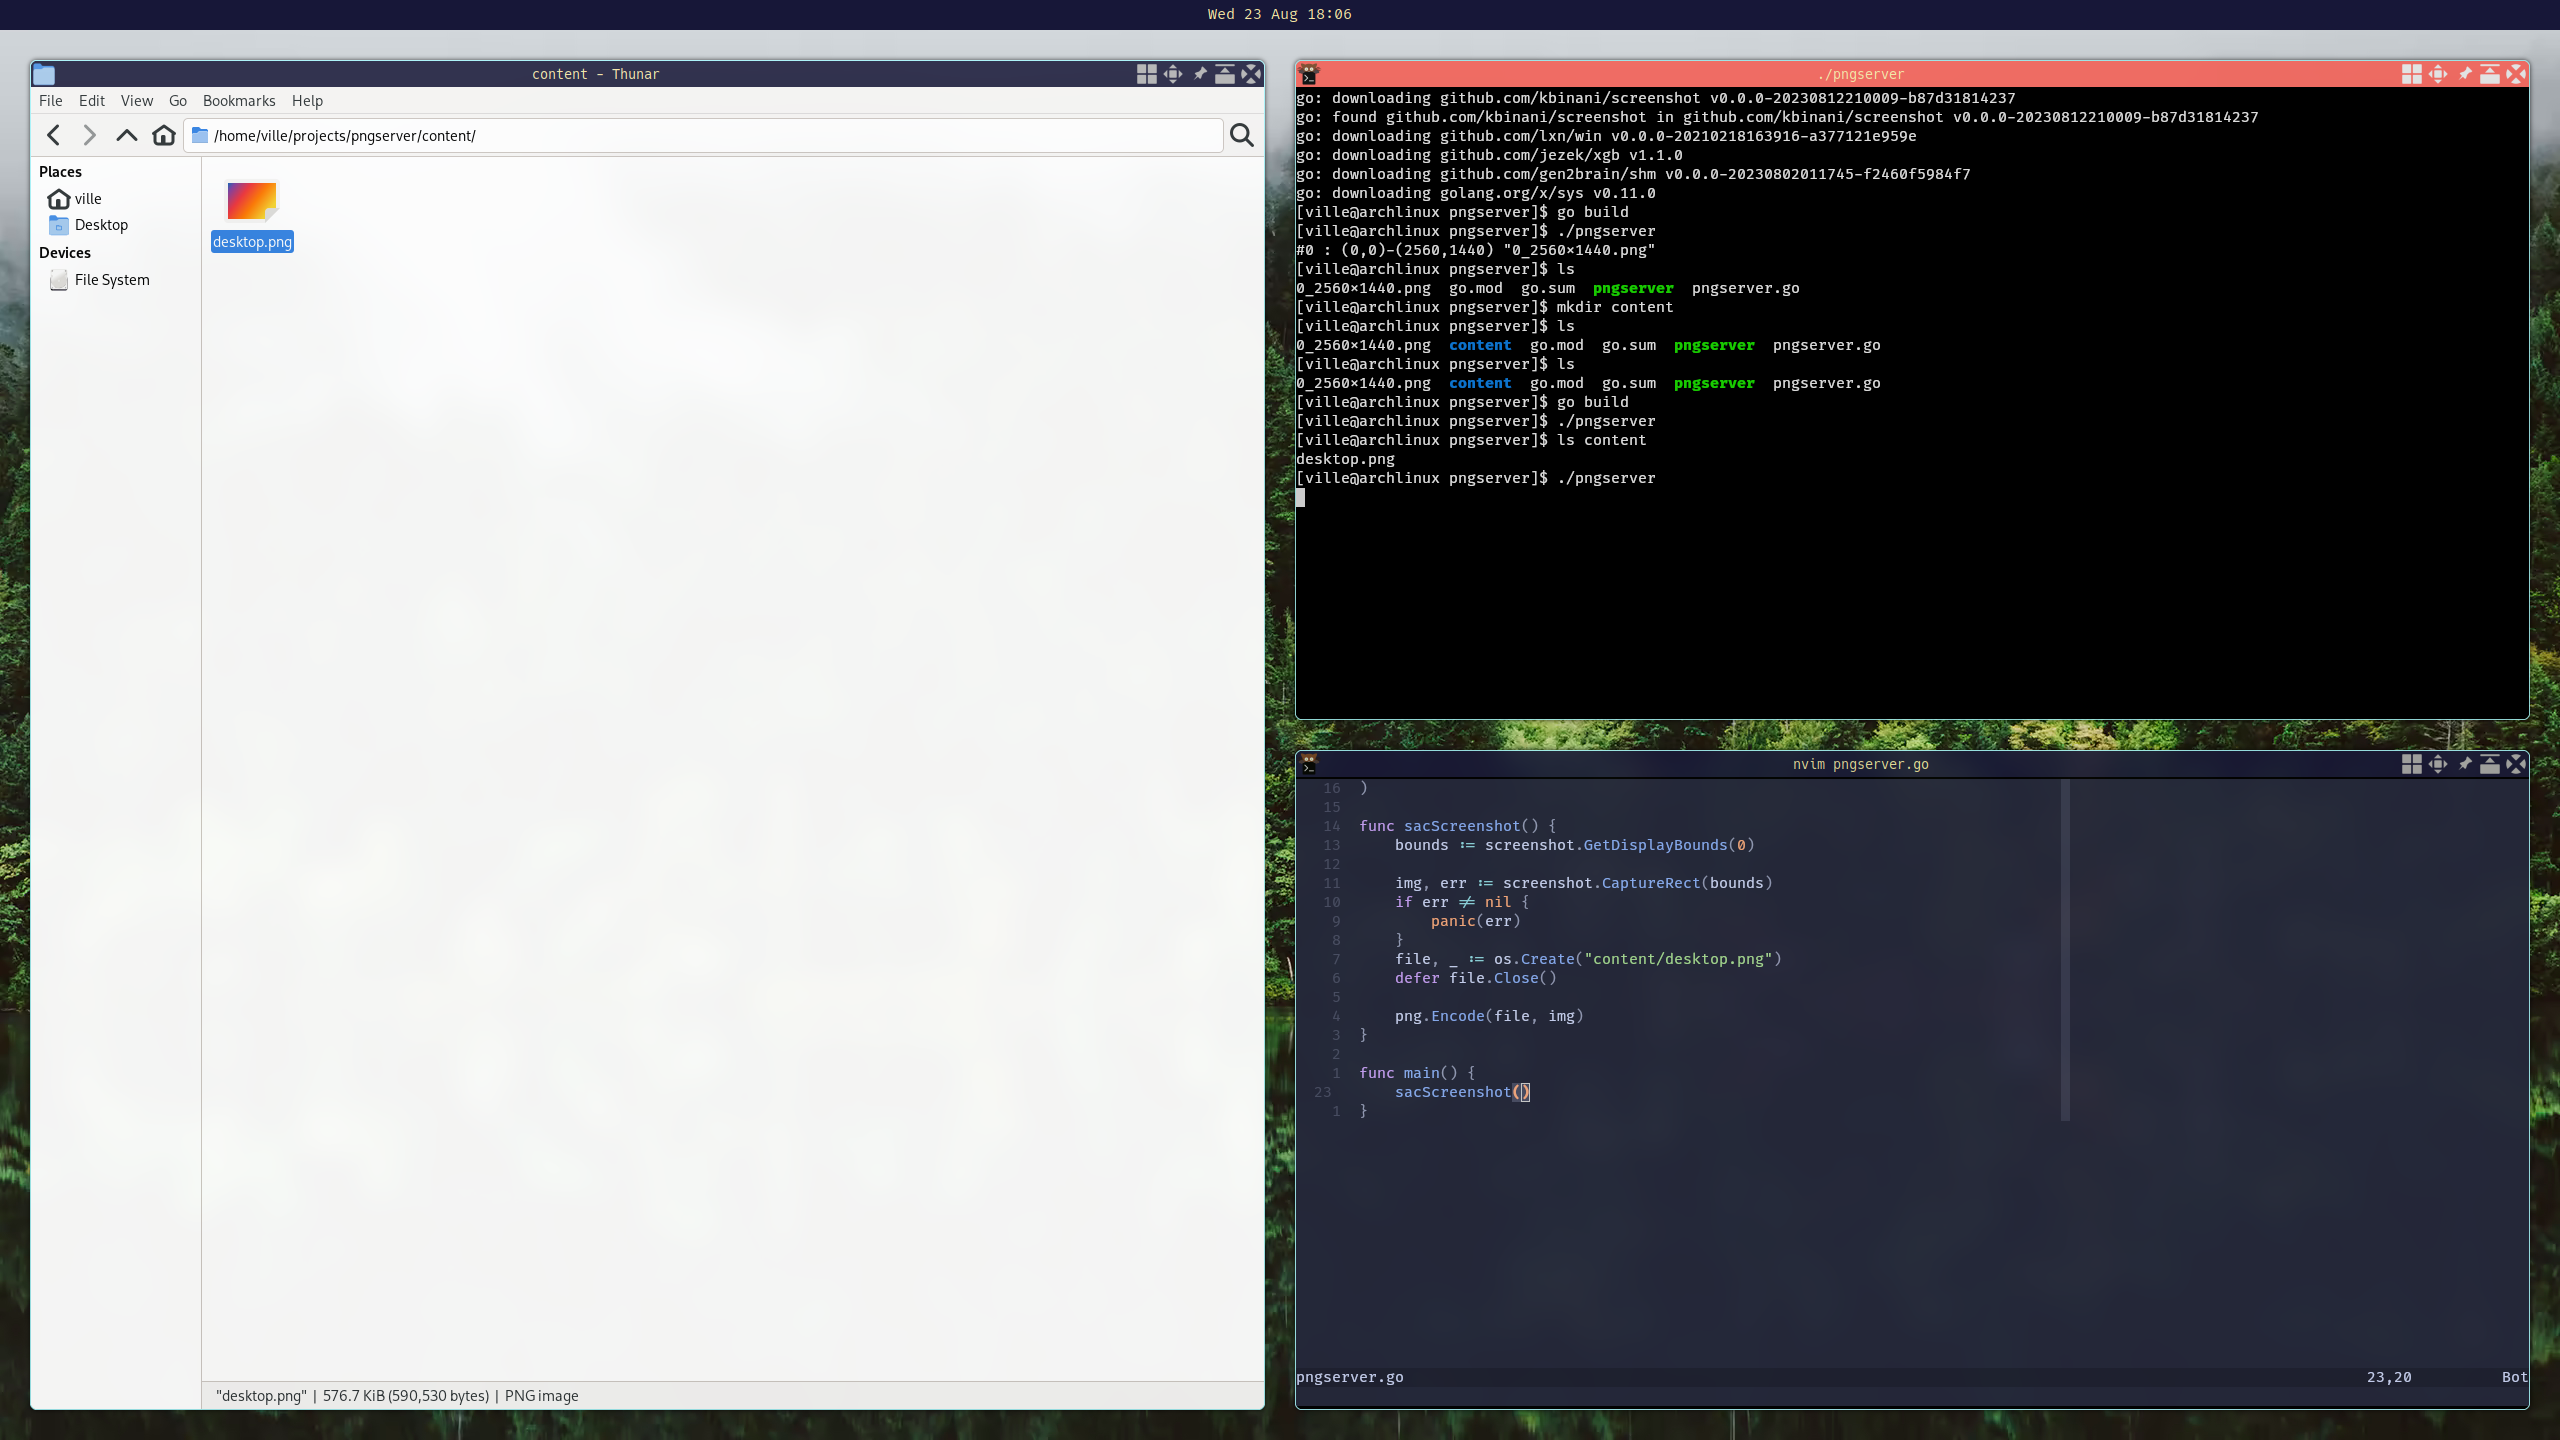 Wed 23 Aug 18:06
content - Thunar
File Edit View Go Bookmarks Help
/home/ville/projects/pngserver/content/
Places
ville
Desktop
Devices
File System
desktop.png
"desktop.png" | 576.7 KiB (590,530 bytes) | PNG image
./pngserver
go: downloading github.com/kbinani/screenshot v0.0.0-20230812210009-b87d31814237
go: found github.com/kbinani/screenshot in github.com/kbinani/screenshot v0.0.0-20230812210009-b87d31814237
go: downloading github.com/lxn/win v0.0.0-20210218163916-a377121e959e
go: downloading github.com/jezek/xgb v1.1.0
go: downloading github.com/gen2brain/shm v0.0.0-20230802011745-f2460f5984f7
go: downloading golang.org/x/sys v0.11.0
[ville@archlinux pngserver]$ go build
[ville@archlinux pngserver]$ ./pngserver
#0 : (0,0)-(2560,1440) "0_2560×1440.png"
[ville@archlinux pngserver]$ ls
0_2560×1440.png  go.mod  go.sum  pngserver  pngserver.go
[ville@archlinux pngserver]$ mkdir content
[ville@archlinux pngserver]$ ls
0_2560×1440.png  content  go.mod  go.sum  pngserver  pngserver.go
[ville@archlinux pngserver]$ ls
0_2560×1440.png  content  go.mod  go.sum  pngserver  pngserver.go
[ville@archlinux pngserver]$ go build
[ville@archlinux pngserver]$ ./pngserver
[ville@archlinux pngserver]$ ls content
desktop.png
[ville@archlinux pngserver]$ ./pngserver
nvim pngserver.go
16 )
15
14 func sacScreenshot() {
13     bounds := screenshot.GetDisplayBounds(0)
12
11     img, err := screenshot.CaptureRect(bounds)
10     if err ≠ nil {
9         panic(err)
8     }
7     file, _ := os.Create("content/desktop.png")
6     defer file.Close()
5
4     png.Encode(file, img)
3 }
2
1 func main() {
23     sacScreenshot()
1 }
pngserver.go 23,20 Bot